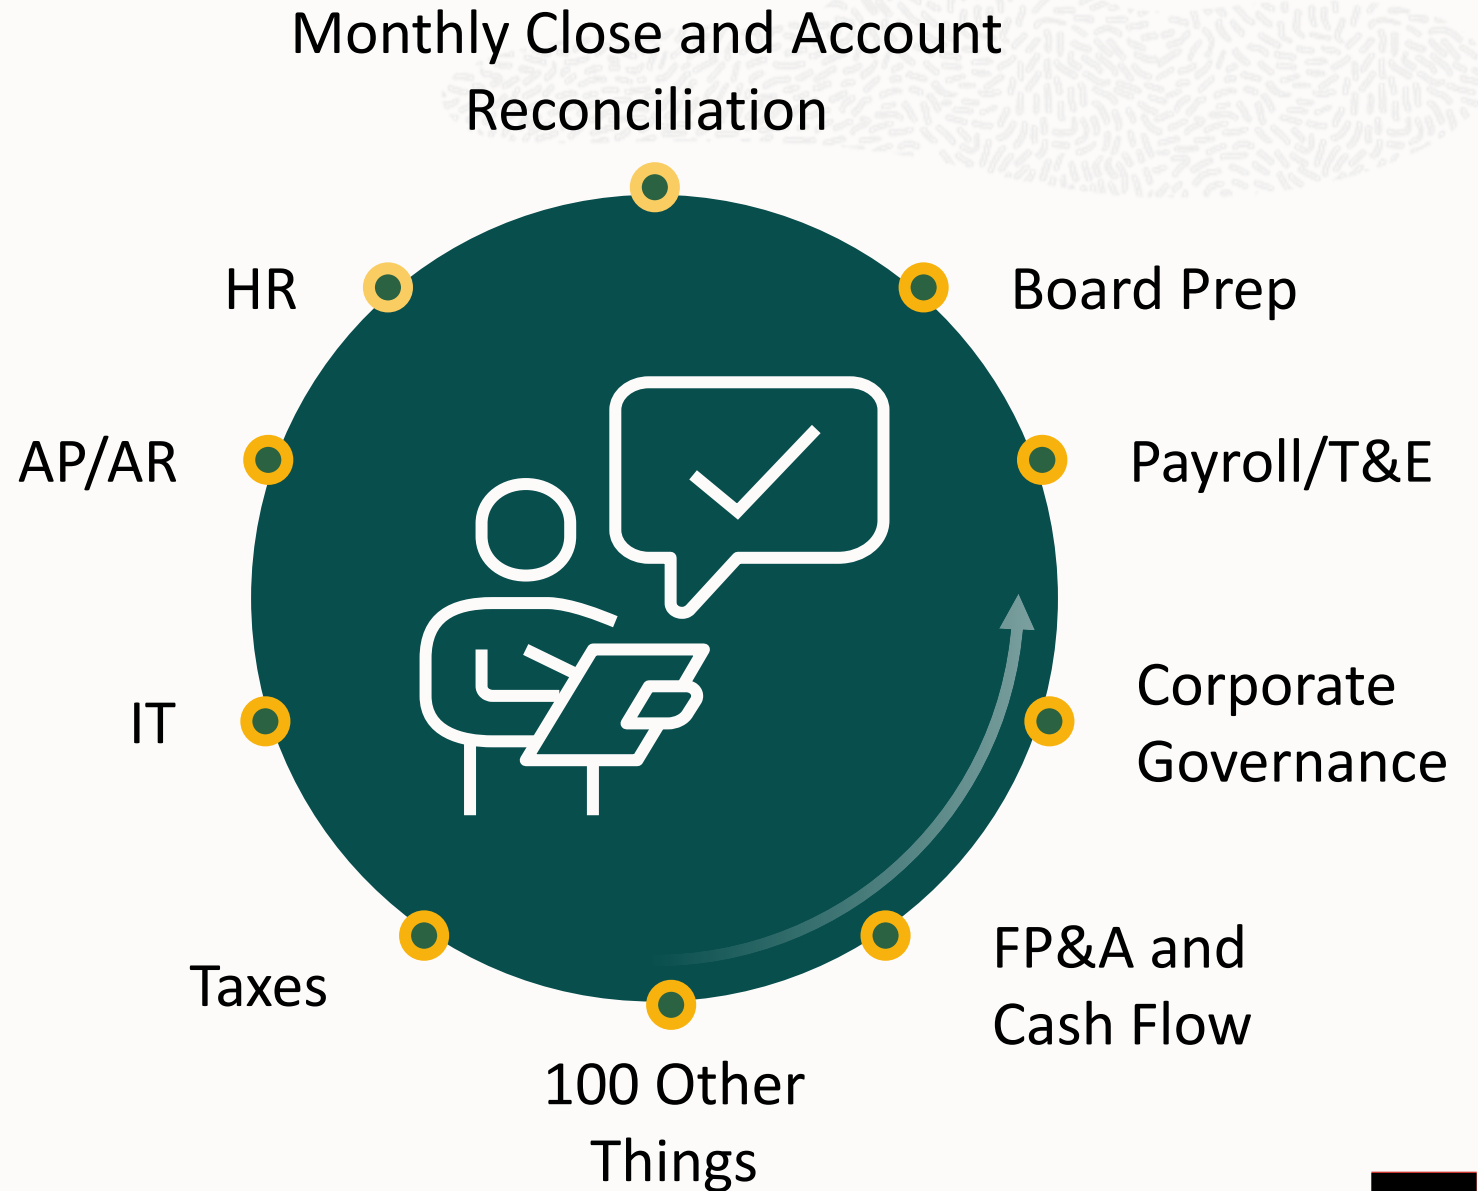 Monthly Close and Account
Reconciliation
HR
Board Prep
AP/AR
Payroll/T&E
IT
Corporate
Governance
Taxes
FP&A and
Cash Flow
100 Other
Things